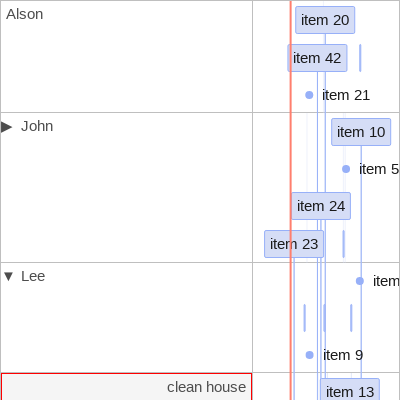 Alson
item 20
item 42
item 21
▶ John
item 10
item 5
item 24
item 23
▼ Lee
item
item 9
clean house
item 13